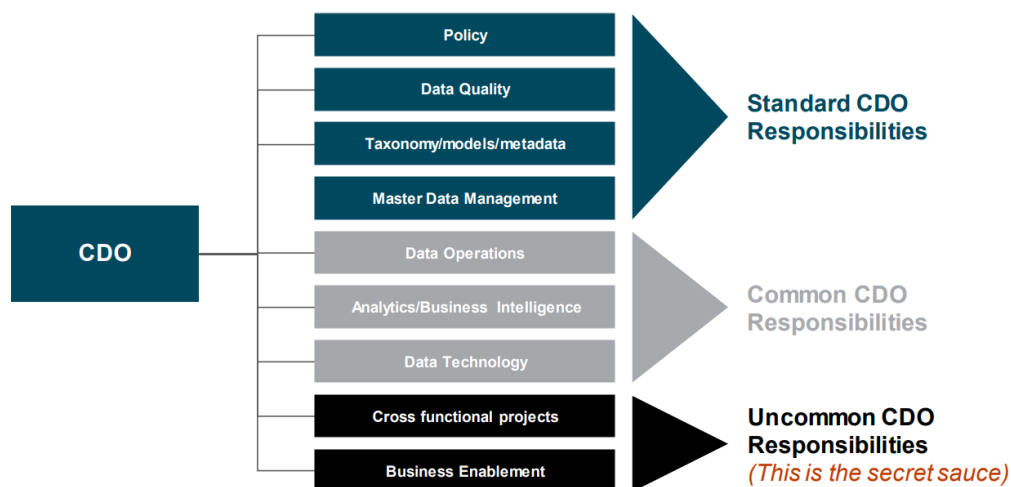 Policy
Data Quality
Taxonomy/models/metadata
Master Data Management
CDO
Data Operations
Analytics/Business Intelligence
Data Technology
Cross functional projects
Business Enablement
Standard CDO
Responsibilities
Common CDO
Responsibilities
Uncommon CDO
Responsibilities
(This is the secret sauce)